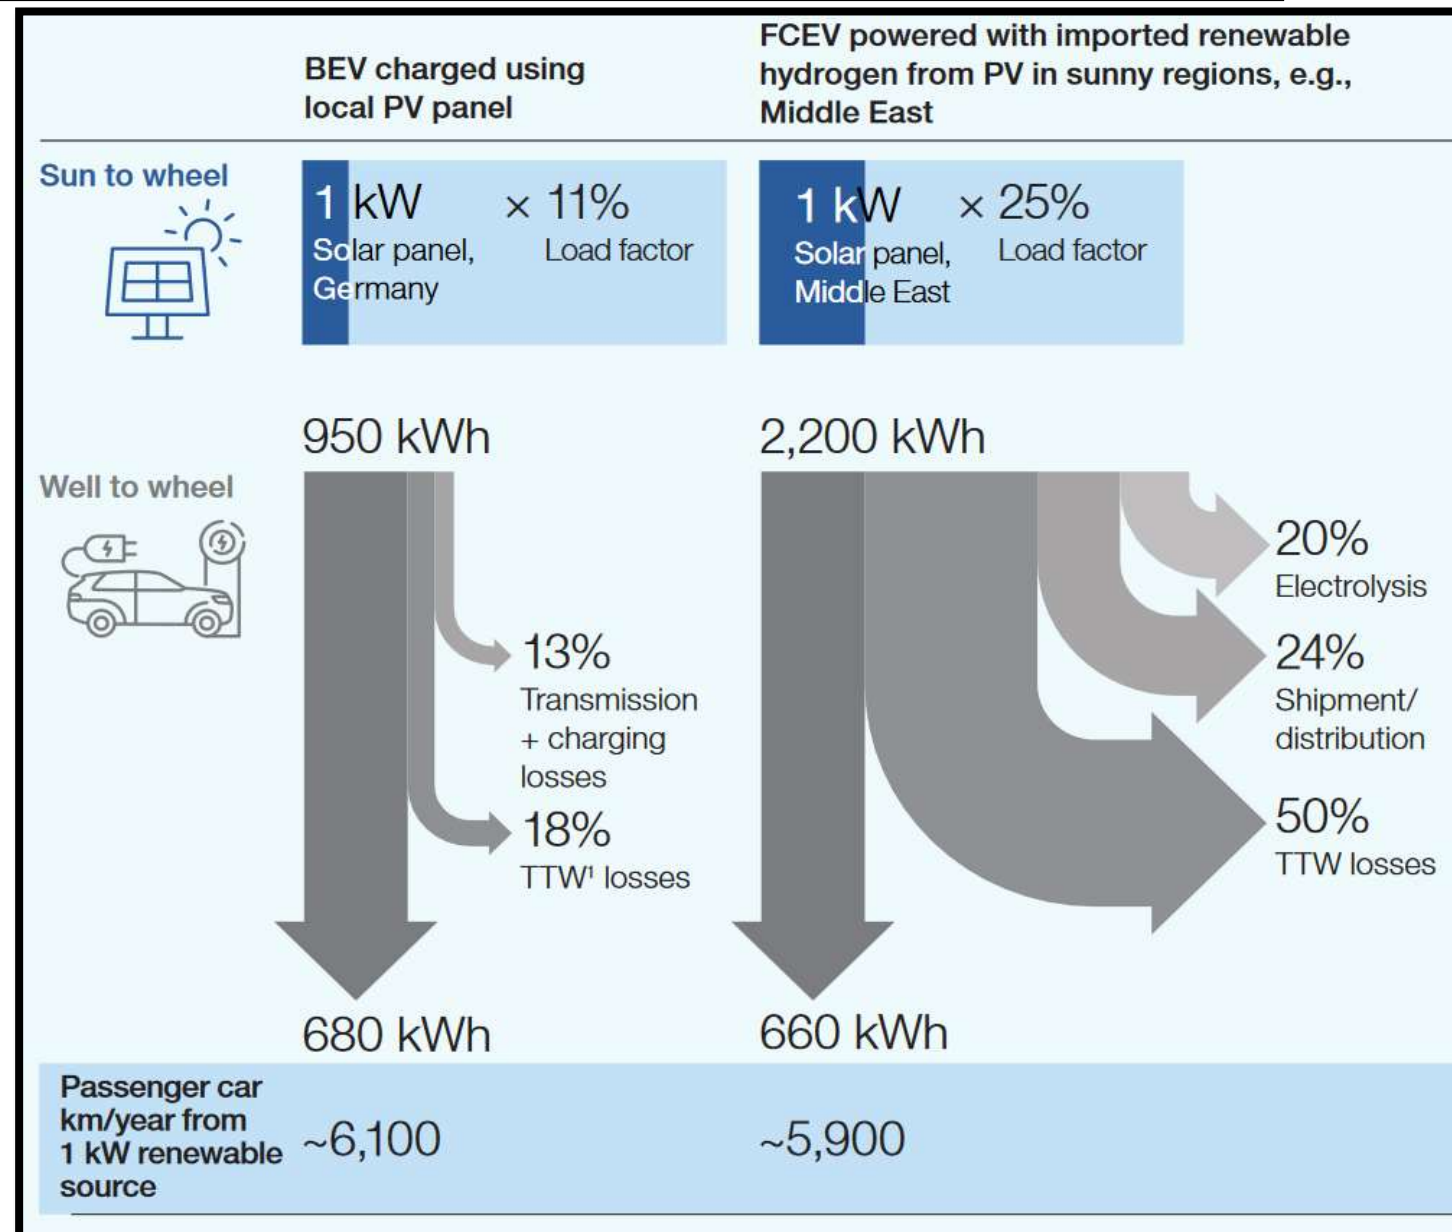 BEV charged using
local PV panel
FCEV powered with imported renewable
hydrogen from PV in sunny regions, e.g.,
Middle East
Sun to wheel
1 kW
Solar panel,
Germany
× 11%
Load factor
1 kW
Solar panel,
Middle East
× 25%
Load factor
950 kWh
2,200 kWh
Well to wheel
13%
Transmission
+ charging
losses
18%
TTW¹ losses
20%
Electrolysis
24%
Shipment/
distribution
50%
TTW losses
680 kWh
660 kWh
Passenger car
km/year from
1 kW renewable
source
~6,100
~5,900